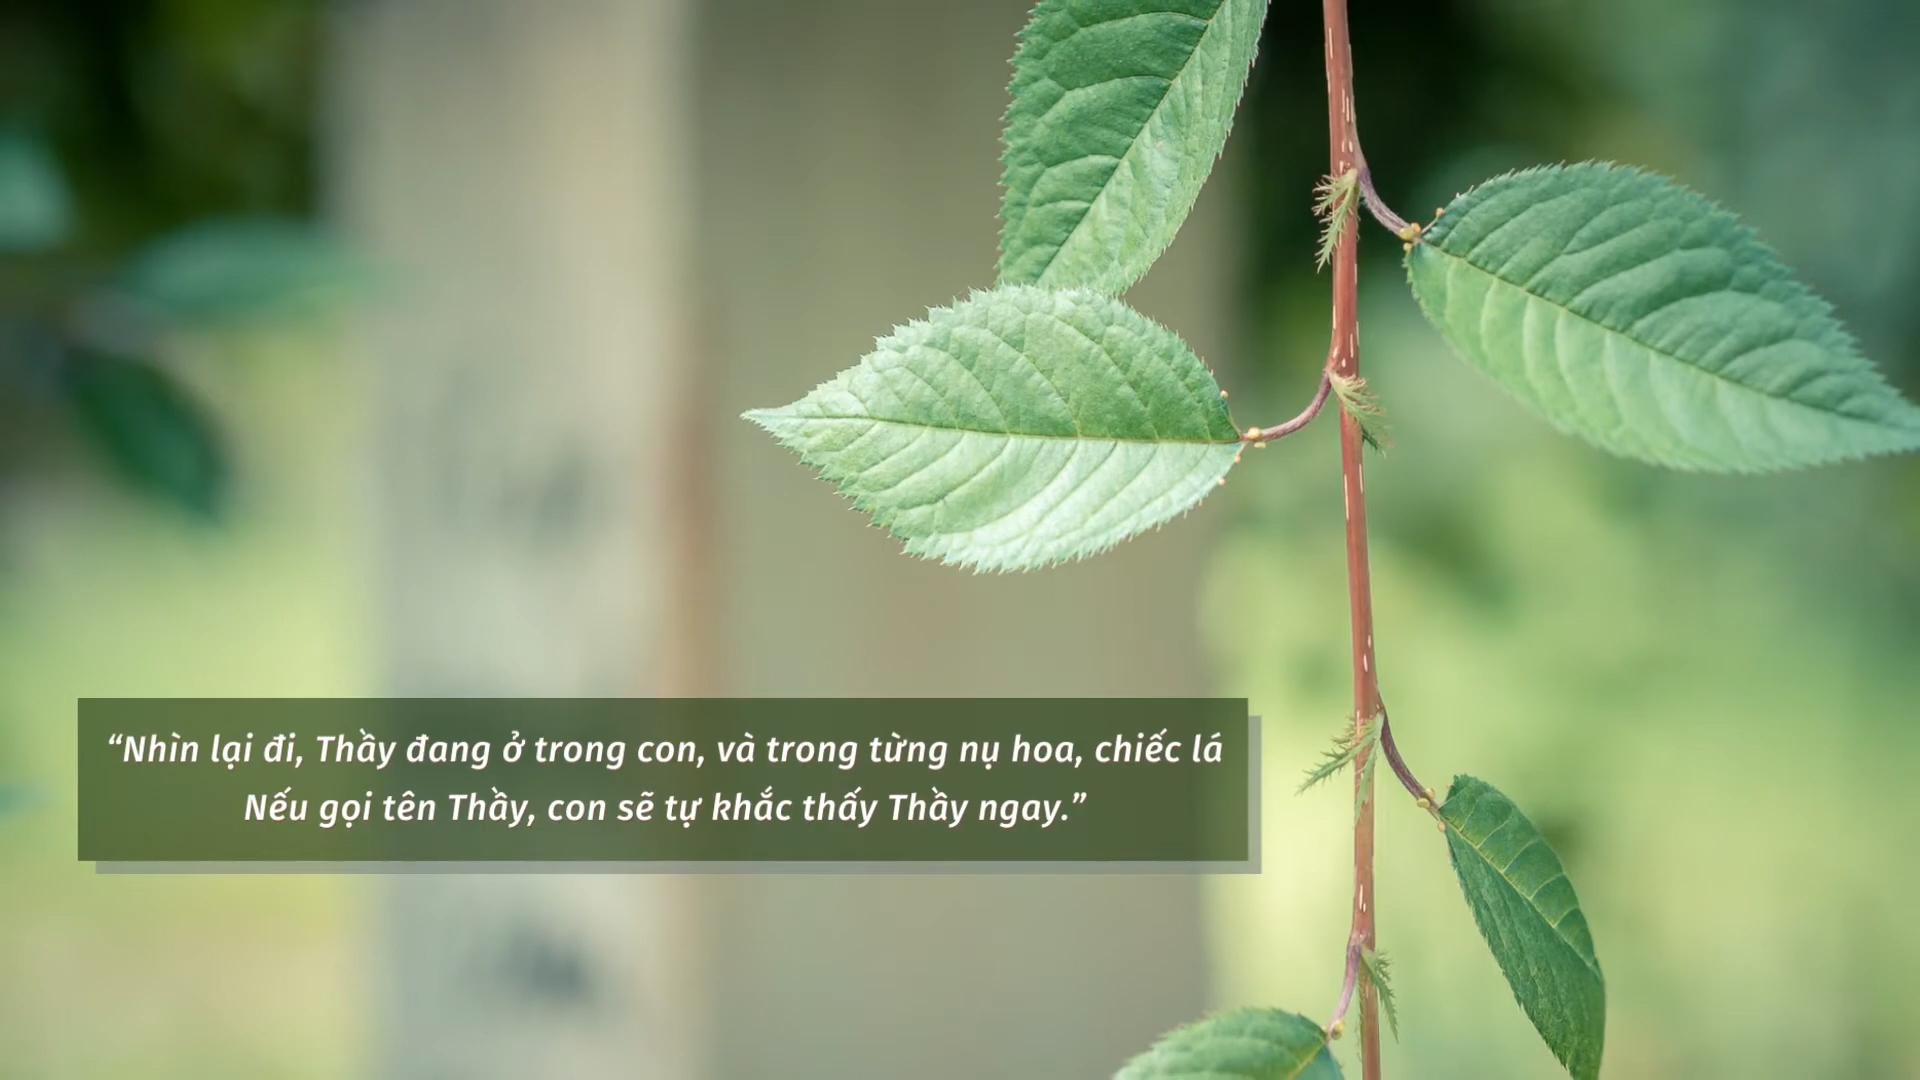 “Nhìn lại đi, Thầy đang ở trong con, và trong từng nụ hoa, chiếc lá
Nếu gọi tên Thầy, con sẽ tự khắc thấy Thầy ngay.”